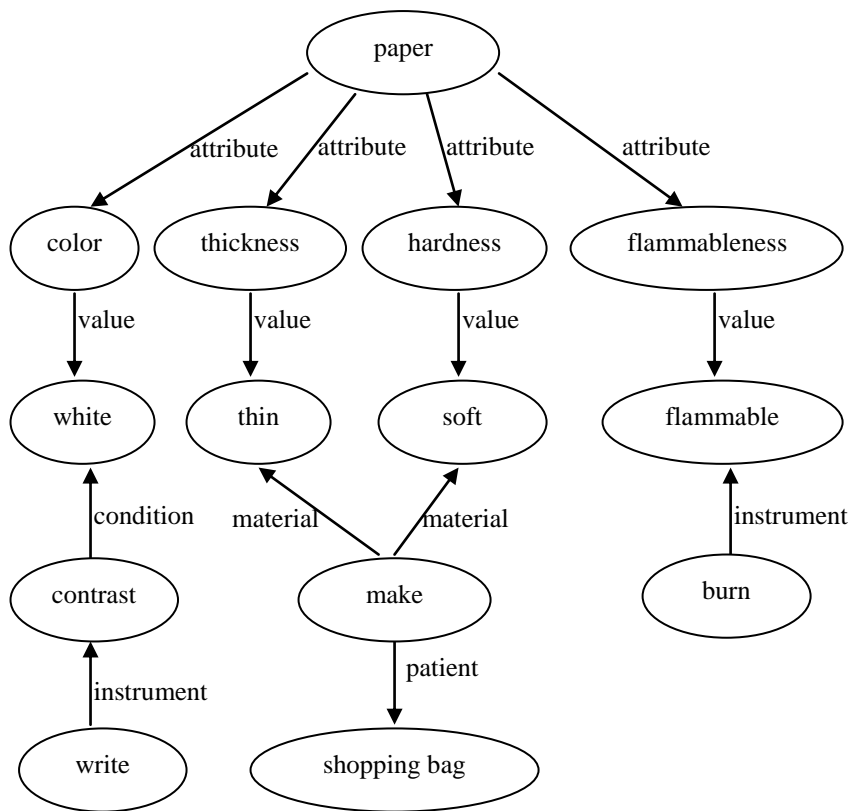 paper
attribute attribute attribute attribute
color thickness hardness flammableness
value value value value
white thin soft flammable
condition material material instrument
contrast make burn
instrument patient
write shopping bag